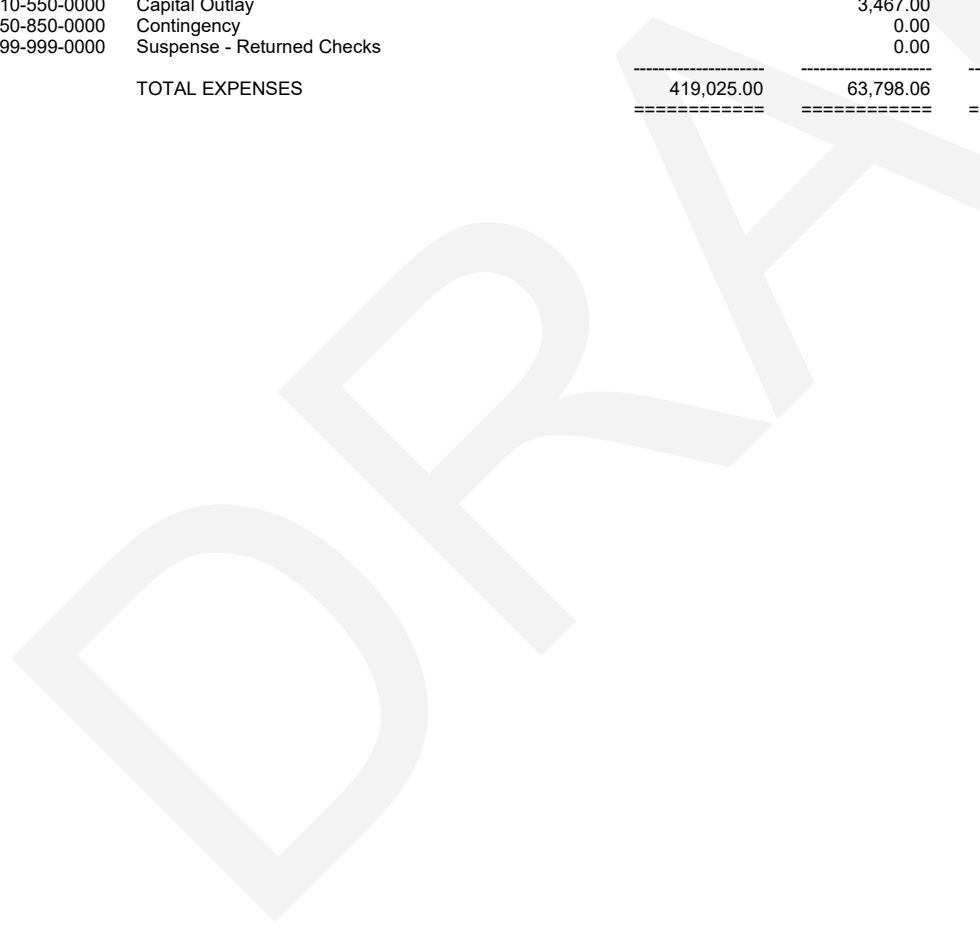 10-550-0000 Capital Outlay 3,467.00
50-850-0000 Contingency 0.00
99-999-0000 Suspense - Returned Checks 0.00
--------------------- --------------------- --
TOTAL EXPENSES 419,025.00 63,798.06
============ ============ =
DRA